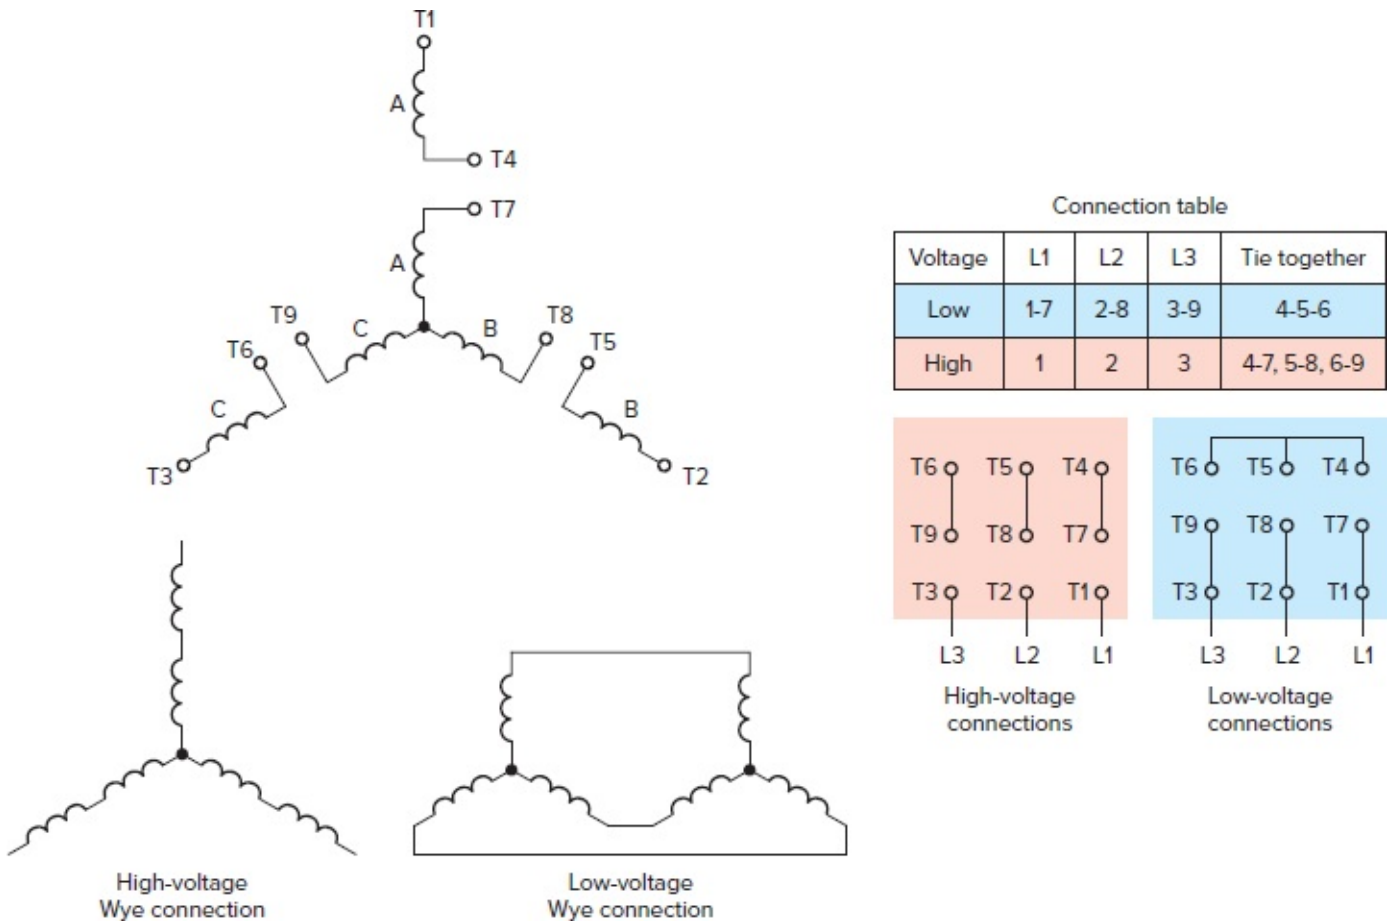 T1
A
T4
T7
A
T9
C
B
T8
T6
T5
C
B
T3
T2
High-voltage
Wye connection
Low-voltage
Wye connection
Connection table
Voltage L1 L2 L3 Tie together
Low 1-7 2-8 3-9 4-5-6
High 1 2 3 4-7, 5-8, 6-9
T6 T5 T4
T9 T8 T7
T3 T2 T1
L3 L2 L1
High-voltage
connections
T6 T5 T4
T9 T8 T7
T3 T2 T1
L3 L2 L1
Low-voltage
connections